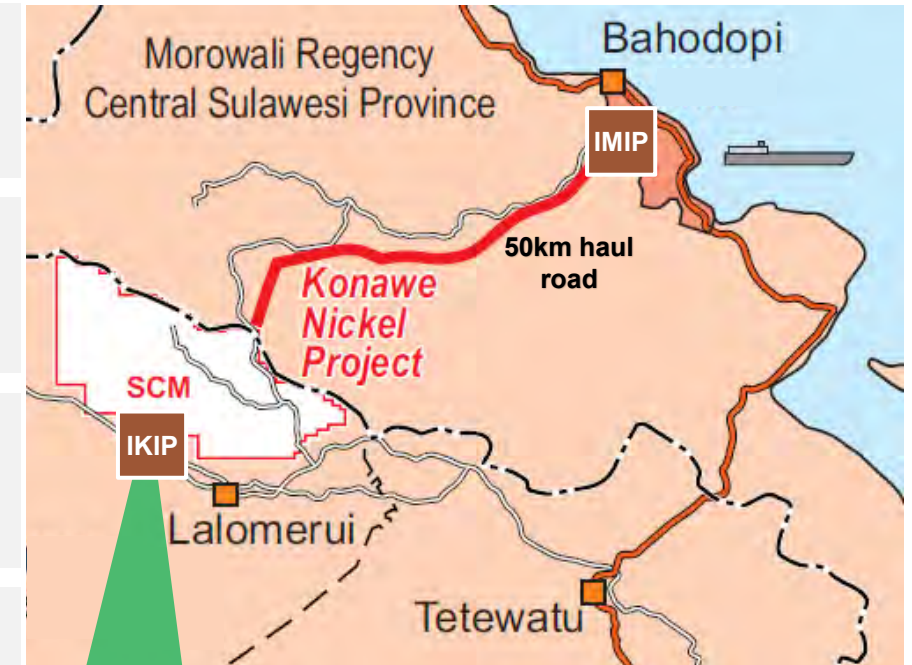 Morowali Regency
Central Sulawesi Province
Bahodopi
IMIP
50km haul
road
Konawe
Nickel
Project
SCM
IKIP
Lalomerui
Tetewatu